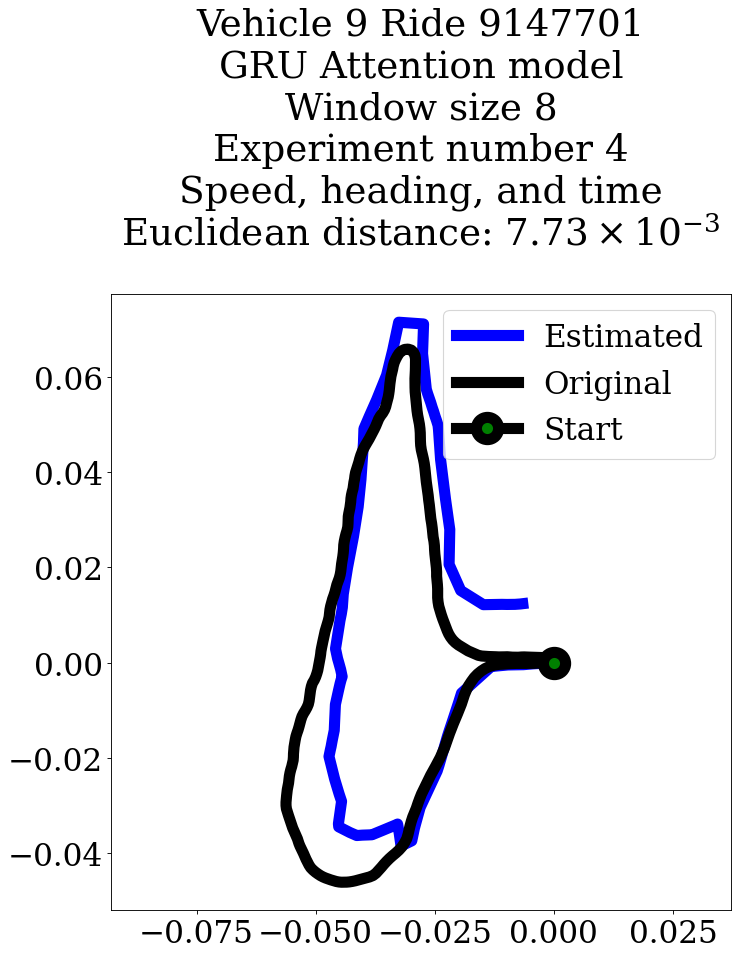 Vehicle 9 Ride 9147701
GRU Attention model
Window size 8
Experiment number 4
Speed, heading, and time
Euclidean distance: 7.73 × 10⁻³
Estimated
Original
Start
0.06
0.04
0.02
0.00
−0.02
−0.04
−0.075 −0.050 −0.025 0.000 0.025